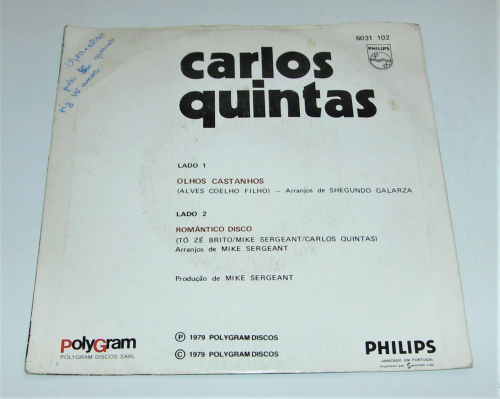 6031 102
PHILIPS
carlos
quintas
LADO 1
OLHOS CASTANHOS
(ALVES COELHO FILHO) – Arranjos de SHEGUNDO GALARZA
LADO 2
ROMÁNTICO DISCO
(TÓ ZÉ BRITO/MIKE SERGEANT/CARLOS QUINTAS)
Arranjos de MIKE SERGEANT
Produção de MIKE SERGEANT
PolyGram
POLYGRAM DISCOS SARL
Ⓟ 1979 POLYGRAM DISCOS
© 1979 POLYGRAM DISCOS
PHILIPS
FABRICADO EM PORTUGAL